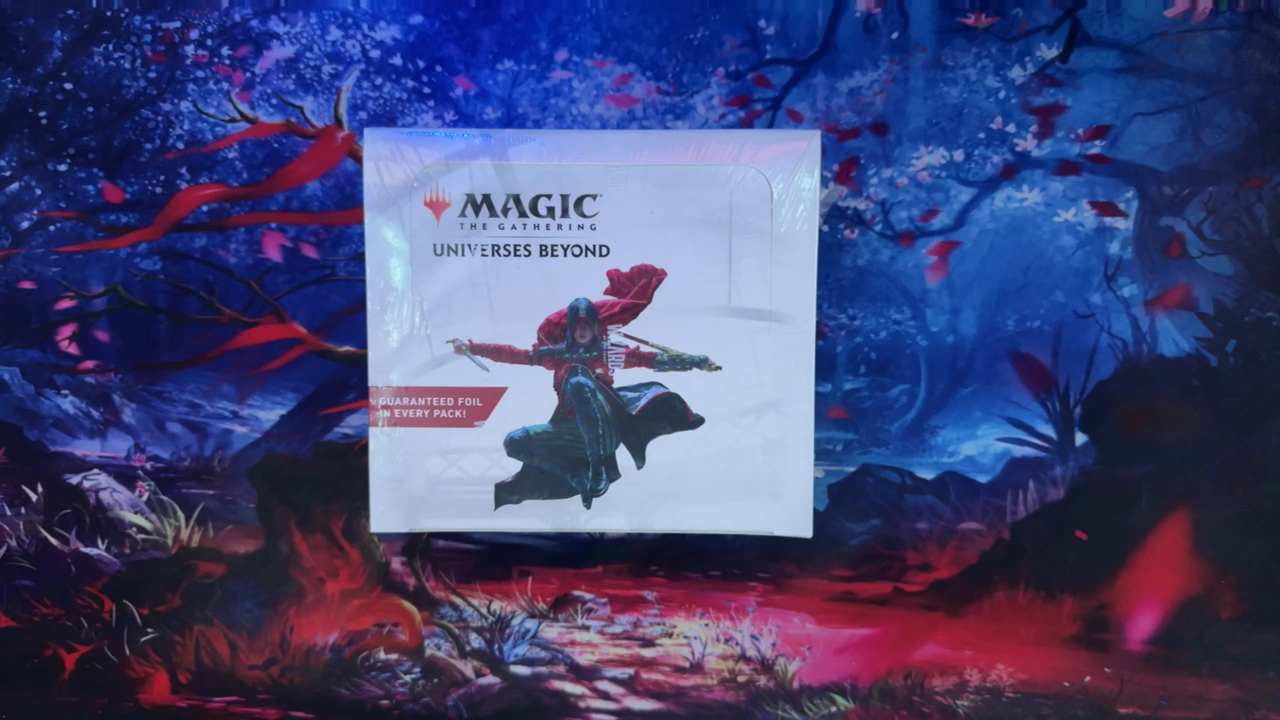 MAGIC
THE GATHERING
UNIVERSES BEYOND
GUARANTEED FOIL
IN EVERY PACK!